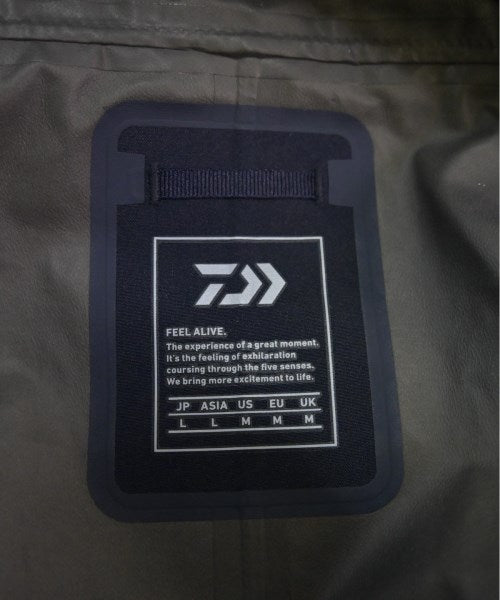 FEEL ALIVE.
The experience of a great moment.
It's the feeling of exhilaration
coursing through the five senses.
We bring more excitement to life.
JP ASIA US EU UK
L L M M M